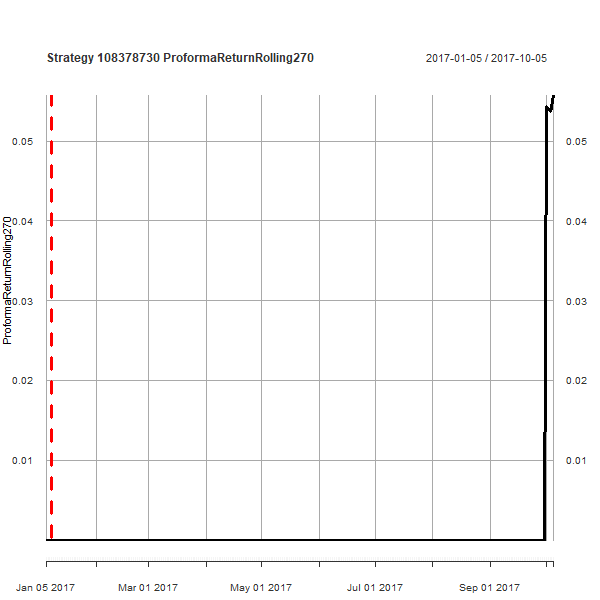 Strategy 108378730 ProformaReturnRolling270
2017-01-05 / 2017-10-05
ProformaReturnRolling270
0.05
0.05
0.04
0.04
0.03
0.03
0.02
0.02
0.01
0.01
Jan 05 2017
Mar 01 2017
May 01 2017
Jul 01 2017
Sep 01 2017